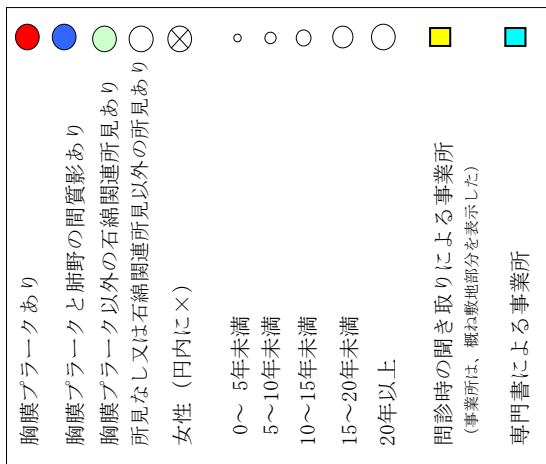 胸膜プラークあり
胸膜プラークと肺野の間質影あり
胸膜プラーク以外の石綿関連所見あり
所見なし又は石綿関連所見以外の所見あり
女性（円内に×）
0～ 5年未満
5～10年未満
10～15年未満
15～20年未満
20年以上
問診時の聞き取りによる事業所
（事業所は、概ね敷地部分を表示した）
専門書による事業所